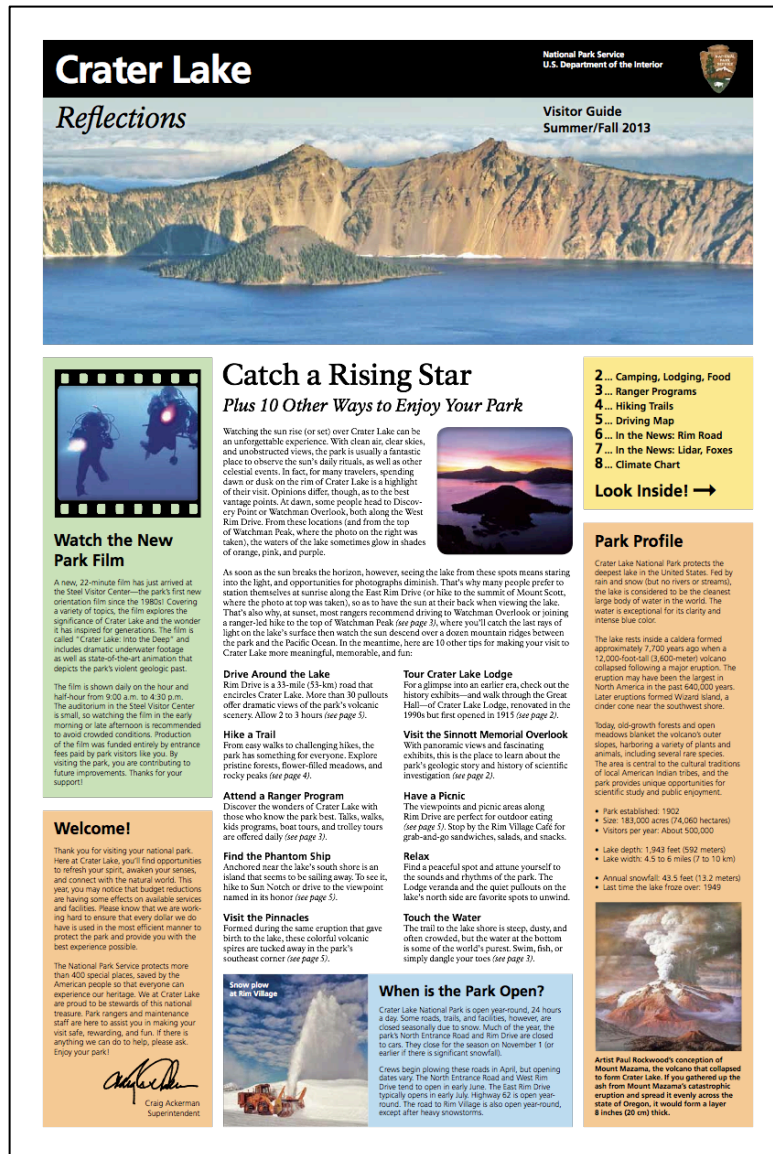 Crater Lake
National Park Service
U.S. Department of the Interior
NATIONAL
PARK
SERVICE
Reflections
Visitor Guide
Summer/Fall 2013
Watch the New
Park Film
A new, 22-minute film has just arrived at
the Steel Visitor Center—the park's first new
orientation film since the 1980s! Covering
a variety of topics, the film explores the
significance of Crater Lake and the wonder
it has inspired for generations. The film is
called "Crater Lake: Into the Deep" and
includes dramatic underwater footage
as well as state-of-the-art animation that
depicts the park's violent geologic past.
The film is shown daily on the hour and
half-hour from 9:00 a.m. to 4:30 p.m.
The auditorium in the Steel Visitor Center
is small, so watching the film in the early
morning or late afternoon is recommended
to avoid crowded conditions. Production
of the film was funded entirely by entrance
fees paid by park visitors like you. By
visiting the park, you are contributing to
future improvements. Thanks for your
support!
Welcome!
Thank you for visiting your national park.
Here at Crater Lake, you'll find opportunities
to refresh your spirit, awaken your senses,
and connect with the natural world. This
year, you may notice that budget reductions
are having some effects on available services
and facilities. Please know that we are work-
ing hard to ensure that every dollar we do
have is used in the most efficient manner to
protect the park and provide you with the
best experience possible.
The National Park Service protects more
than 400 special places, saved by the
American people so that everyone can
experience our heritage. We at Crater Lake
are proud to be stewards of this national
treasure. Park rangers and maintenance
staff are here to assist you in making your
visit safe, rewarding, and fun. If there is
anything we can do to help, please ask.
Enjoy your park!
Craig Ackerman
Superintendent
Catch a Rising Star
Plus 10 Other Ways to Enjoy Your Park
Watching the sun rise (or set) over Crater Lake can be
an unforgettable experience. With clean air, clear skies,
and unobstructed views, the park is usually a fantastic
place to observe the sun's daily rituals, as well as other
celestial events. In fact, for many travelers, spending
dawn or dusk on the rim of Crater Lake is a highlight
of their visit. Opinions differ, though, as to the best
vantage points. At dawn, some people head to Discov-
ery Point or Watchman Overlook, both along the West
Rim Drive. From these locations (and from the top
of Watchman Peak, where the photo on the right was
taken), the waters of the lake sometimes glow in shades
of orange, pink, and purple.
As soon as the sun breaks the horizon, however, seeing the lake from these spots means staring
into the light, and opportunities for photographs diminish. That's why many people prefer to
station themselves at sunrise along the East Rim Drive (or hike to the summit of Mount Scott,
where the photo at top was taken), so as to have the sun at their back when viewing the lake.
That's also why, at sunset, most rangers recommend driving to Watchman Overlook or joining
a ranger-led hike to the top of Watchman Peak (see page 3), where you'll catch the last rays of
light on the lake's surface then watch the sun descend over a dozen mountain ridges between
the park and the Pacific Ocean. In the meantime, here are 10 other tips for making your visit to
Crater Lake more meaningful, memorable, and fun:
Drive Around the Lake
Rim Drive is a 33-mile (53-km) road that
encircles Crater Lake. More than 30 pullouts
offer dramatic views of the park's volcanic
scenery. Allow 2 to 3 hours (see page 5).
Hike a Trail
From easy walks to challenging hikes, the
park has something for everyone. Explore
pristine forests, flower-filled meadows, and
rocky peaks (see page 4).
Attend a Ranger Program
Discover the wonders of Crater Lake with
those who know the park best. Talks, walks,
kids programs, boat tours, and trolley tours
are offered daily (see page 3).
Find the Phantom Ship
Anchored near the lake's south shore is an
island that seems to be sailing away. To see it,
hike to Sun Notch or drive to the viewpoint
named in its honor (see page 5).
Visit the Pinnacles
Formed during the same eruption that gave
birth to the lake, these colorful volcanic
spires are tucked away in the park's
southeast corner (see page 5).
Tour Crater Lake Lodge
For a glimpse into an earlier era, check out the
history exhibits—and walk through the Great
Hall—of Crater Lake Lodge, renovated in the
1990s but first opened in 1915 (see page 2).
Visit the Sinnott Memorial Overlook
With panoramic views and fascinating
exhibits, this is the place to learn about the
park's geologic story and history of scientific
investigation (see page 2).
Have a Picnic
The viewpoints and picnic areas along
Rim Drive are perfect for outdoor eating
(see page 5). Stop by the Rim Village Café for
grab-and-go sandwiches, salads, and snacks.
Relax
Find a peaceful spot and attune yourself to
the sounds and rhythms of the park. The
Lodge veranda and the quiet pullouts on the
lake's north side are favorite spots to unwind.
Touch the Water
The trail to the lake shore is steep, dusty, and
often crowded, but the water at the bottom
is some of the world's purest. Swim, fish, or
simply dangle your toes (see page 3).
Snow plow
at Rim Village
When is the Park Open?
Crater Lake National Park is open year-round, 24 hours
a day. Some roads, trails, and facilities, however, are
closed seasonally due to snow. Much of the year, the
park's North Entrance Road and Rim Drive are closed
to cars. They close for the season on November 1 (or
earlier if there is significant snowfall).
Crews begin plowing these roads in April, but opening
dates vary. The North Entrance Road and West Rim
Drive tend to open in early June. The East Rim Drive
typically opens in early July. Highway 62 is open year-
round. The road to Rim Village is also open year-round,
except after heavy snowstorms.
2 ... Camping, Lodging, Food
3 ... Ranger Programs
4 ... Hiking Trails
5 ... Driving Map
6 ... In the News: Rim Road
7 ... In the News: Lidar, Foxes
8 ... Climate Chart
Look Inside! →
Park Profile
Crater Lake National Park protects the
deepest lake in the United States. Fed by
rain and snow (but no rivers or streams),
the lake is considered to be the cleanest
large body of water in the world. The
water is exceptional for its clarity and
intense blue color.
The lake rests inside a caldera formed
approximately 7,700 years ago when a
12,000-foot-tall (3,600-meter) volcano
collapsed following a major eruption. The
eruption may have been the largest in
North America in the past 640,000 years.
Later eruptions formed Wizard Island, a
cinder cone near the southwest shore.
Today, old-growth forests and open
meadows blanket the volcano's outer
slopes, harboring a variety of plants and
animals, including several rare species.
The area is central to the cultural traditions
of local American Indian tribes, and the
park provides unique opportunities for
scientific study and public enjoyment.
• Park established: 1902
• Size: 183,000 acres (74,060 hectares)
• Visitors per year: About 500,000
• Lake depth: 1,943 feet (592 meters)
• Lake width: 4.5 to 6 miles (7 to 10 km)
• Annual snowfall: 43.5 feet (13.2 meters)
• Last time the lake froze over: 1949
Artist Paul Rockwood's conception of
Mount Mazama, the volcano that collapsed
to form Crater Lake. If you gathered up the
ash from Mount Mazama's catastrophic
eruption and spread it evenly across the
state of Oregon, it would form a layer
8 inches (20 cm) thick.